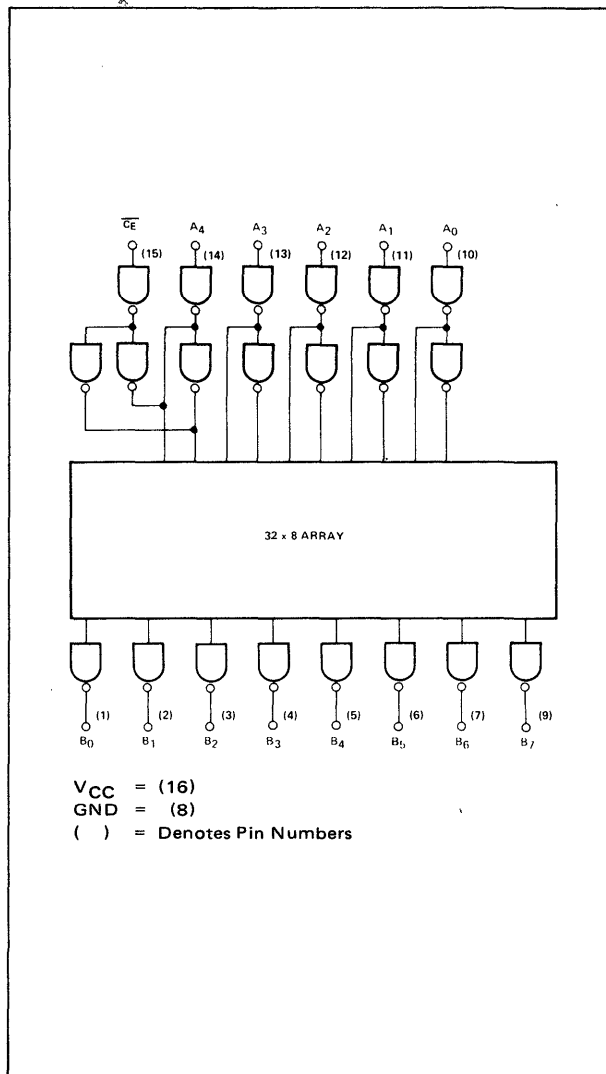 C̅E̅ A4 A3 A2 A1 A0
(15) (14) (13) (12) (11) (10)
32 x 8 ARRAY
(1) (2) (3) (4) (5) (6) (7) (9)
B0 B1 B2 B3 B4 B5 B6 B7
VCC = (16)
GND = (8)
( ) = Denotes Pin Numbers